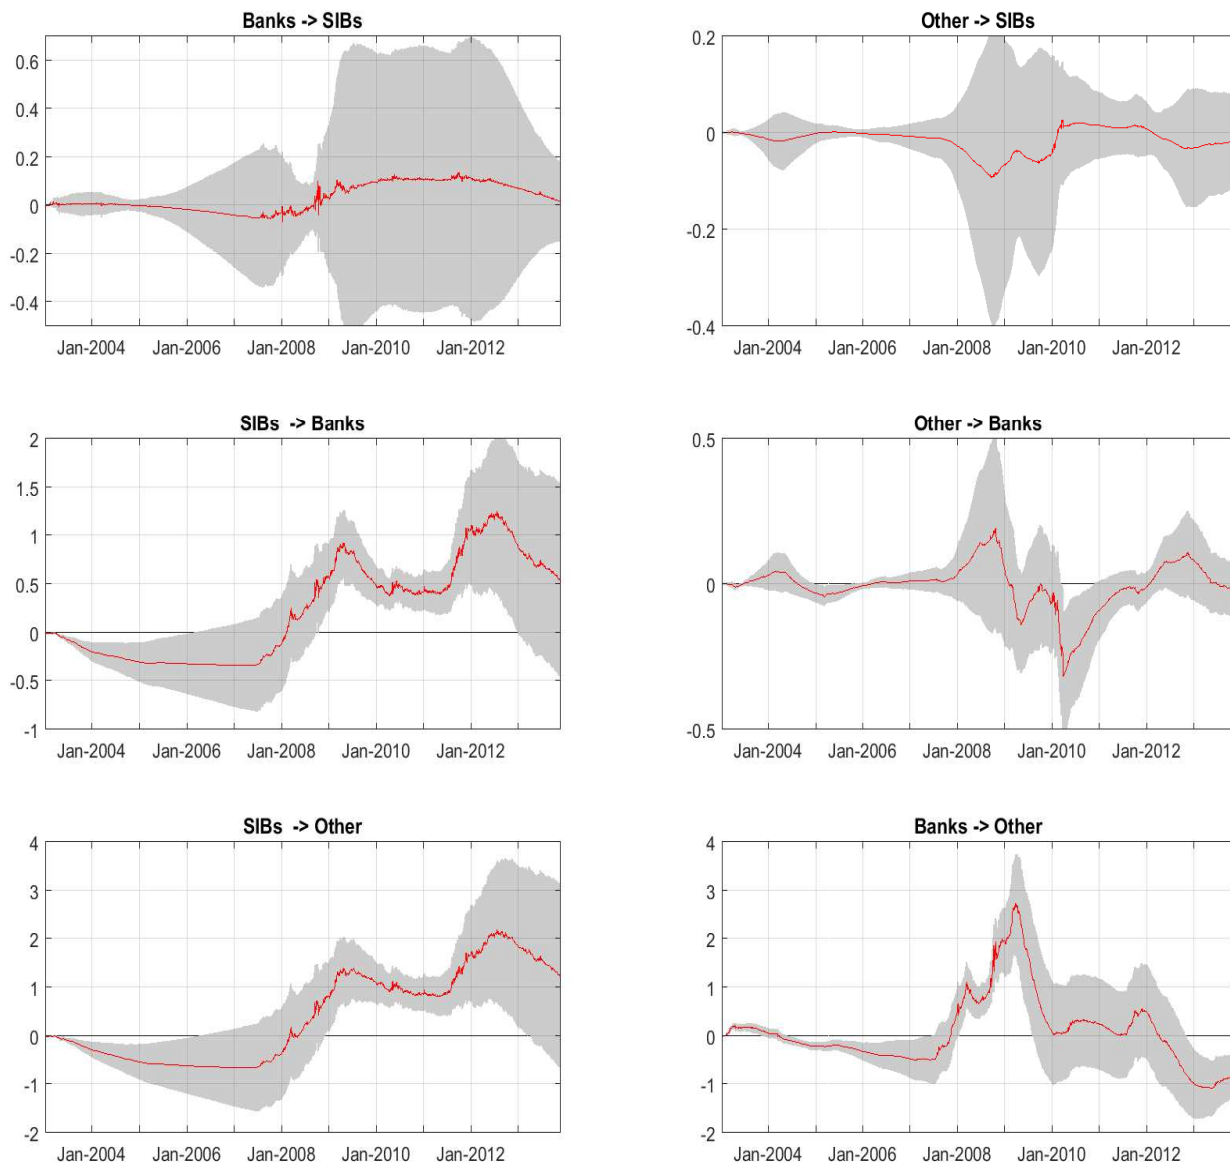 Banks -> SIBs
0.6
0.4
0.2
0
-0.2
-0.4
Jan-2004 Jan-2006 Jan-2008 Jan-2010 Jan-2012
Other -> SIBs
0.2
0
-0.2
-0.4
Jan-2004 Jan-2006 Jan-2008 Jan-2010 Jan-2012
SIBs -> Banks
2
1.5
1
0.5
0
-0.5
-1
Jan-2004 Jan-2006 Jan-2008 Jan-2010 Jan-2012
Other -> Banks
0.5
0
-0.5
Jan-2004 Jan-2006 Jan-2008 Jan-2010 Jan-2012
SIBs -> Other
4
3
2
1
0
-1
-2
Jan-2004 Jan-2006 Jan-2008 Jan-2010 Jan-2012
Banks -> Other
4
3
2
1
0
-1
-2
Jan-2004 Jan-2006 Jan-2008 Jan-2010 Jan-2012